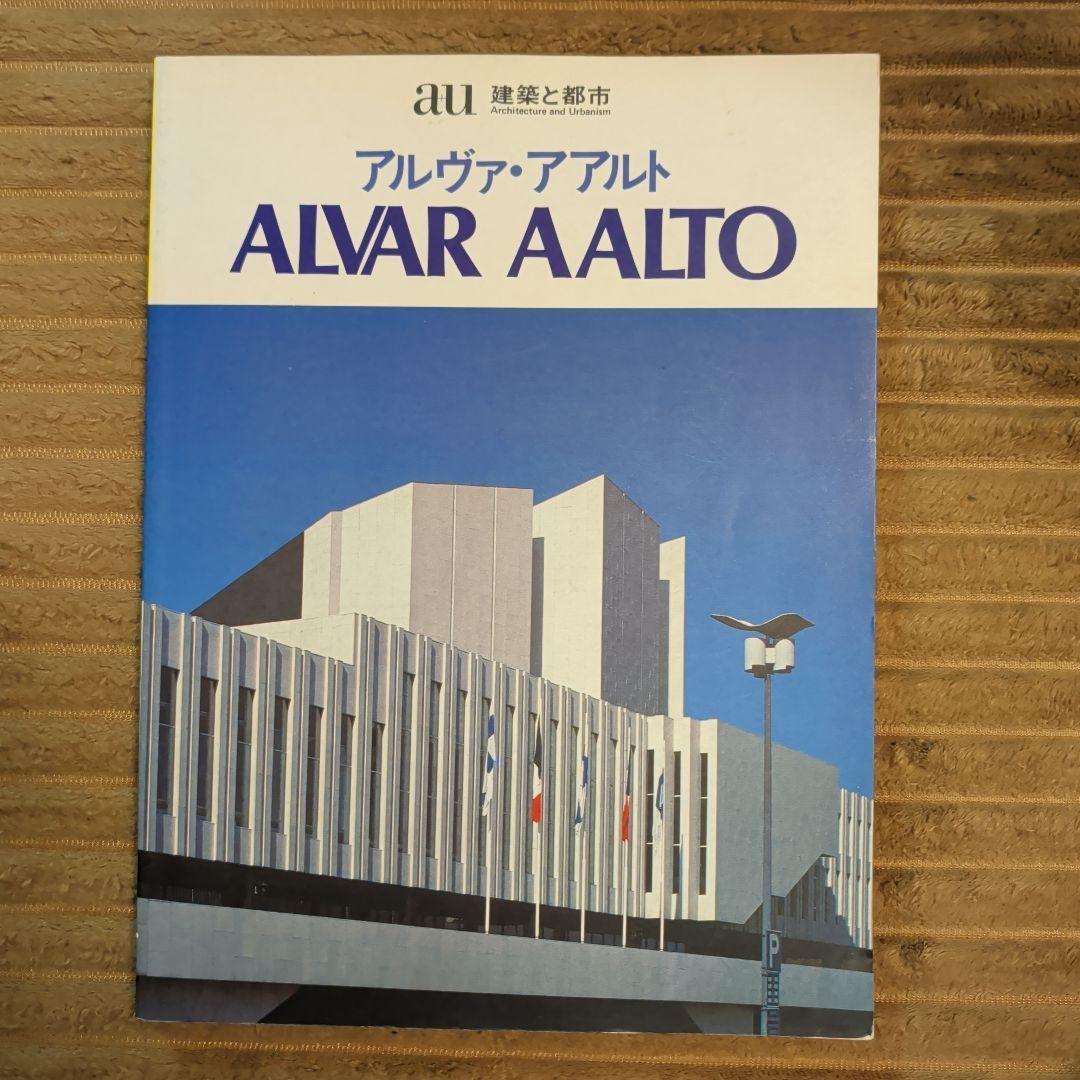 a+u 建築と都市
Architecture and Urbanism
アルヴァ・アアルト
ALVAR AALTO
P